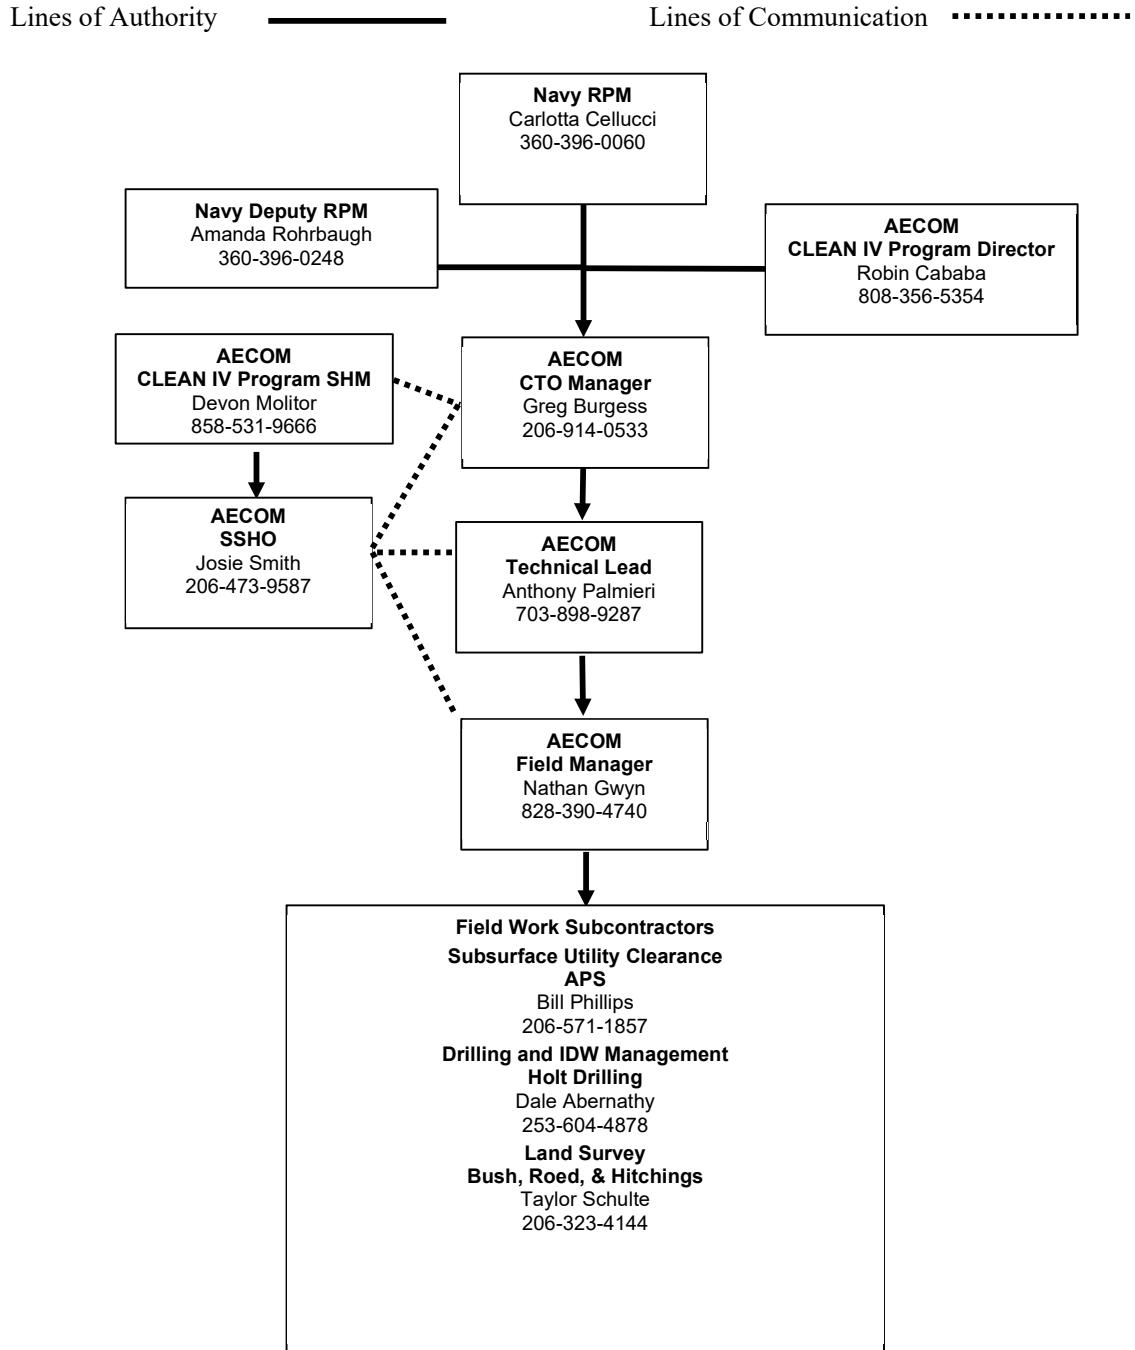 Lines of Authority
Lines of Communication
Navy RPM
Carlotta Cellucci
360-396-0060
Navy Deputy RPM
Amanda Rohrbaugh
360-396-0248
AECOM
CLEAN IV Program Director
Robin Cababa
808-356-5354
AECOM
CLEAN IV Program SHM
Devon Molitor
858-531-9666
AECOM
CTO Manager
Greg Burgess
206-914-0533
AECOM
SSHO
Josie Smith
206-473-9587
AECOM
Technical Lead
Anthony Palmieri
703-898-9287
AECOM
Field Manager
Nathan Gwyn
828-390-4740
Field Work Subcontractors
Subsurface Utility Clearance
APS
Bill Phillips
206-571-1857
Drilling and IDW Management
Holt Drilling
Dale Abernathy
253-604-4878
Land Survey
Bush, Roed, & Hitchings
Taylor Schulte
206-323-4144